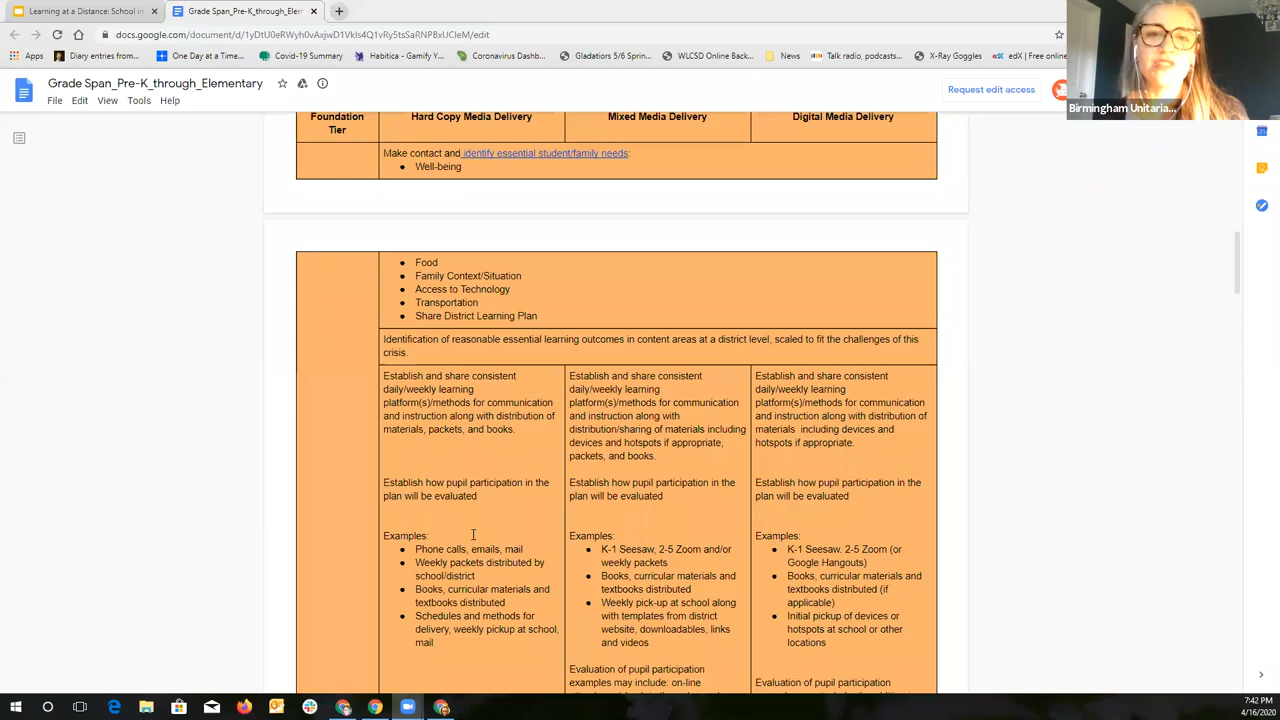 Learning at a Distance: School in
Grade Span_Pre-K_through_Elem
docs.google.com/document/d/1yDtU0eRWyh0vAxjwD1VkIs4Q1vRy5tsSaRNPBxUCIeM/edit
Apps
Diary entries from...
One Day at a Time...
Covid-19 Summary
Habitica - Gamify Y...
Coronavirus Dashb...
Gladiators 5/6 Spring...
WLCSD Online Back...
News
Talk radio, podcasts...
X-Ray Goggles
edX | Free onlin
Grade Span_Pre-K_through_Elementary
File Edit View Tools Help
Request edit access
Birmingham Unitaria...
Foundation
Tier
Hard Copy Media Delivery
Mixed Media Delivery
Digital Media Delivery
Make contact and identify essential student/family needs:
● Well-being
● Food
● Family Context/Situation
● Access to Technology
● Transportation
● Share District Learning Plan
Identification of reasonable essential learning outcomes in content areas at a district level, scaled to fit the challenges of this
crisis.
Establish and share consistent
daily/weekly learning
platform(s)/methods for communication
and instruction along with distribution of
materials, packets, and books.
Establish how pupil participation in the
plan will be evaluated
Examples:
● Phone calls, emails, mail
● Weekly packets distributed by
school/district
● Books, curricular materials and
textbooks distributed
● Schedules and methods for
delivery, weekly pickup at school,
mail
Establish and share consistent
daily/weekly learning
platform(s)/methods for communication
and instruction along with
distribution/sharing of materials including
devices and hotspots if appropriate,
packets, and books.
Establish how pupil participation in the
plan will be evaluated
Examples:
● K-1 Seesaw, 2-5 Zoom and/or
weekly packets
● Books, curricular materials and
textbooks distributed
● Weekly pick-up at school along
with templates from district
website, downloadables, links
and videos
Evaluation of pupil participation
examples may include: on-line
Establish and share consistent
daily/weekly learning
platform(s)/methods for communication
and instruction along with distribution of
materials including devices and
hotspots if appropriate.
Establish how pupil participation in the
plan will be evaluated
Examples:
● K-1 Seesaw. 2-5 Zoom (or
Google Hangouts)
● Books, curricular materials and
textbooks distributed (if
applicable)
● Initial pickup of devices or
hotspots at school or other
locations
Evaluation of pupil participation
7:42 PM
4/16/2020